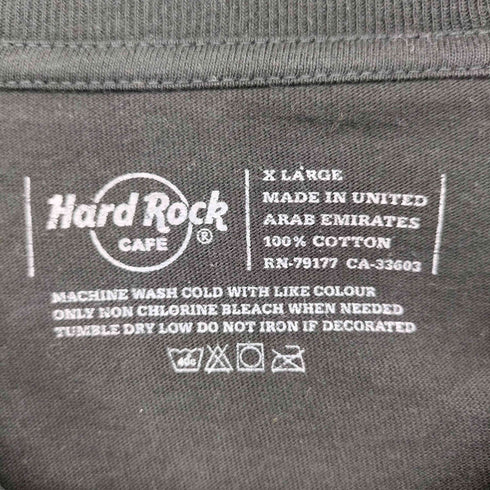 Hard Rock
CAFE
®
X LARGE
MADE IN UNITED
ARAB EMIRATES
100% COTTON
RN-79177 CA-33603
MACHINE WASH COLD WITH LIKE COLOUR
ONLY NON CHLORINE BLEACH WHEN NEEDED
TUMBLE DRY LOW DO NOT IRON IF DECORATED